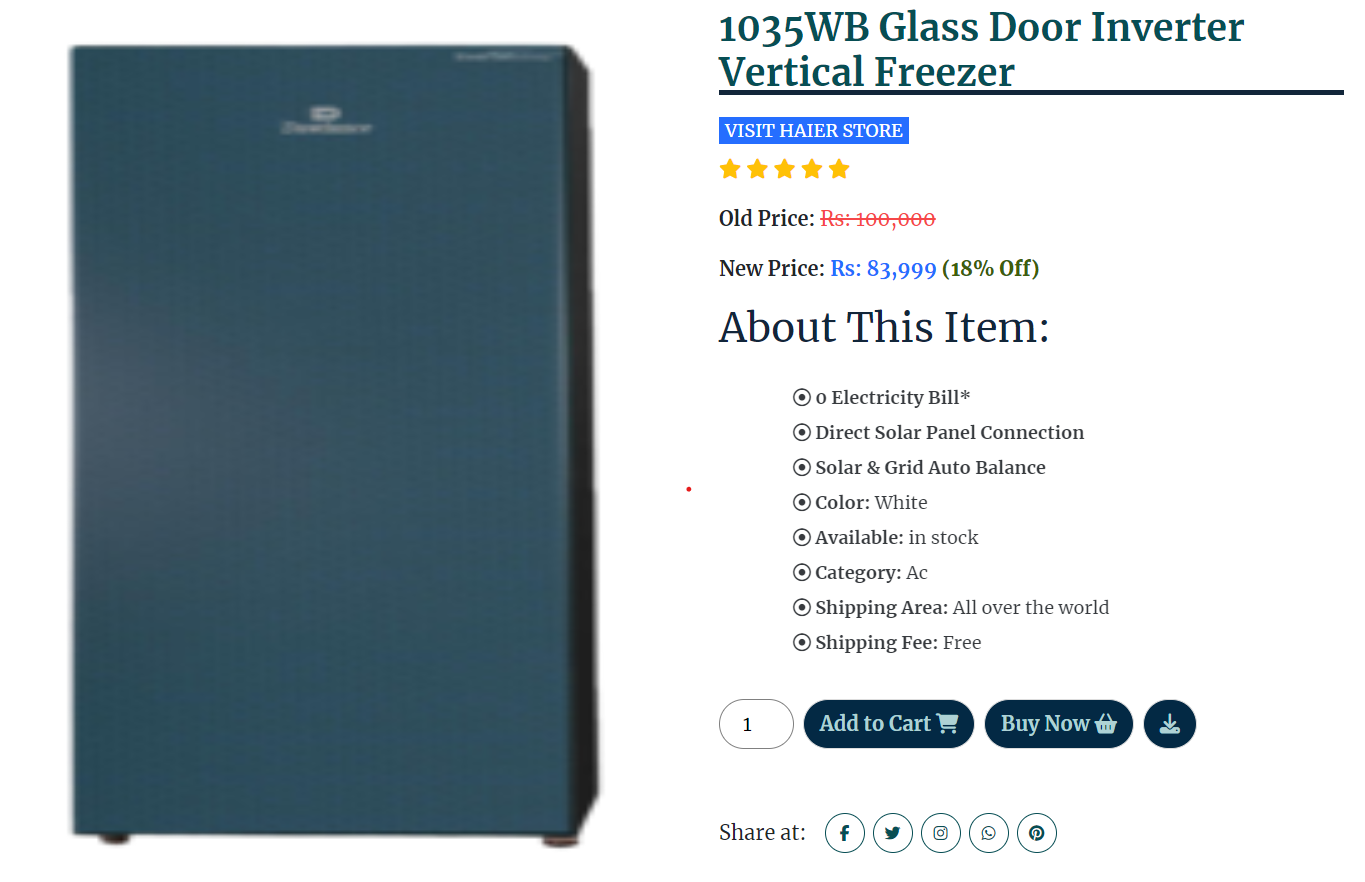 1035WB Glass Door Inverter
Vertical Freezer
VISIT HAIER STORE
Old Price: Rs: 100,000
New Price: Rs: 83,999 (18% Off)
About This Item:
0 Electricity Bill*
Direct Solar Panel Connection
Solar & Grid Auto Balance
Color: White
Available: in stock
Category: Ac
Shipping Area: All over the world
Shipping Fee: Free
1
Add to Cart
Buy Now
Share at: